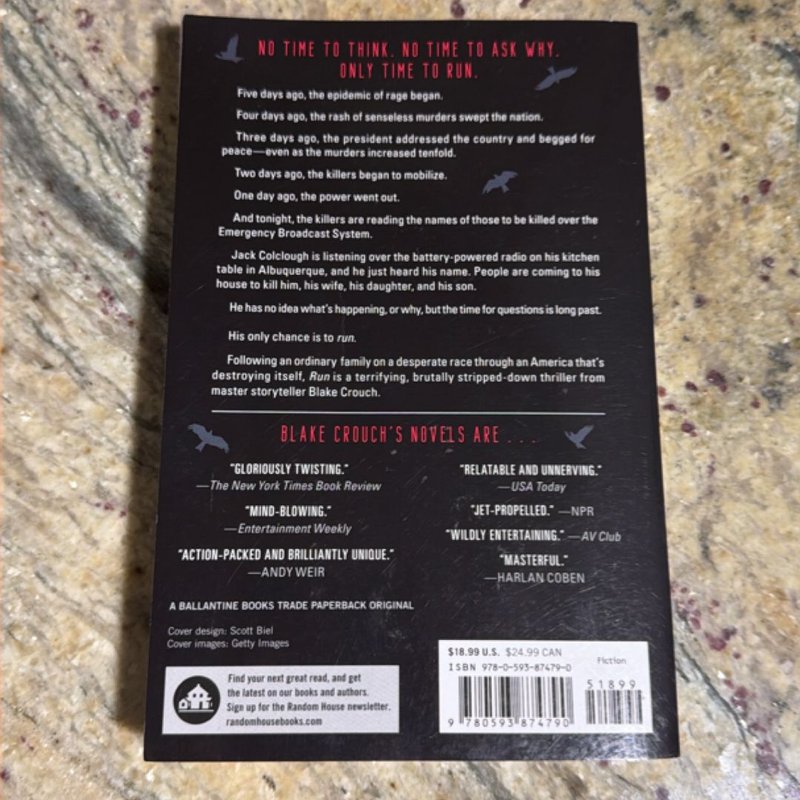 NO TIME TO THINK. NO TIME TO ASK WHY.
ONLY TIME TO RUN.
Five days ago, the epidemic of rage began.
Four days ago, the rash of senseless murders swept the nation.
Three days ago, the president addressed the country and begged for
peace—even as the murders increased tenfold.
Two days ago, the killers began to mobilize.
One day ago, the power went out.
And tonight, the killers are reading the names of those to be killed over the
Emergency Broadcast System.
Jack Colclough is listening over the battery-powered radio on his kitchen
table in Albuquerque, and he just heard his name. People are coming to his
house to kill him, his wife, his daughter, and his son.
He has no idea what's happening, or why, but the time for questions is long past.
His only chance is to run.
Following an ordinary family on a desperate race through an America that's
destroying itself, Run is a terrifying, brutally stripped-down thriller from
master storyteller Blake Crouch.
BLAKE CROUCH'S NOVELS ARE . . .
"GLORIOUSLY TWISTING."
—The New York Times Book Review
"MIND-BLOWING."
—Entertainment Weekly
"ACTION-PACKED AND BRILLIANTLY UNIQUE."
—ANDY WEIR
"RELATABLE AND UNNERVING."
—USA Today
"JET-PROPELLED." —NPR
"WILDLY ENTERTAINING." —AV Club
"MASTERFUL."
—HARLAN COBEN
A BALLANTINE BOOKS TRADE PAPERBACK ORIGINAL
Cover design: Scott Biel
Cover images: Getty Images
Find your next great read, and get
the latest on our books and authors.
Sign up for the Random House newsletter.
randomhousebooks.com
$18.99 U.S. $24.99 CAN
ISBN 978-0-593-87479-0
Fiction
51899
9 780593 874790